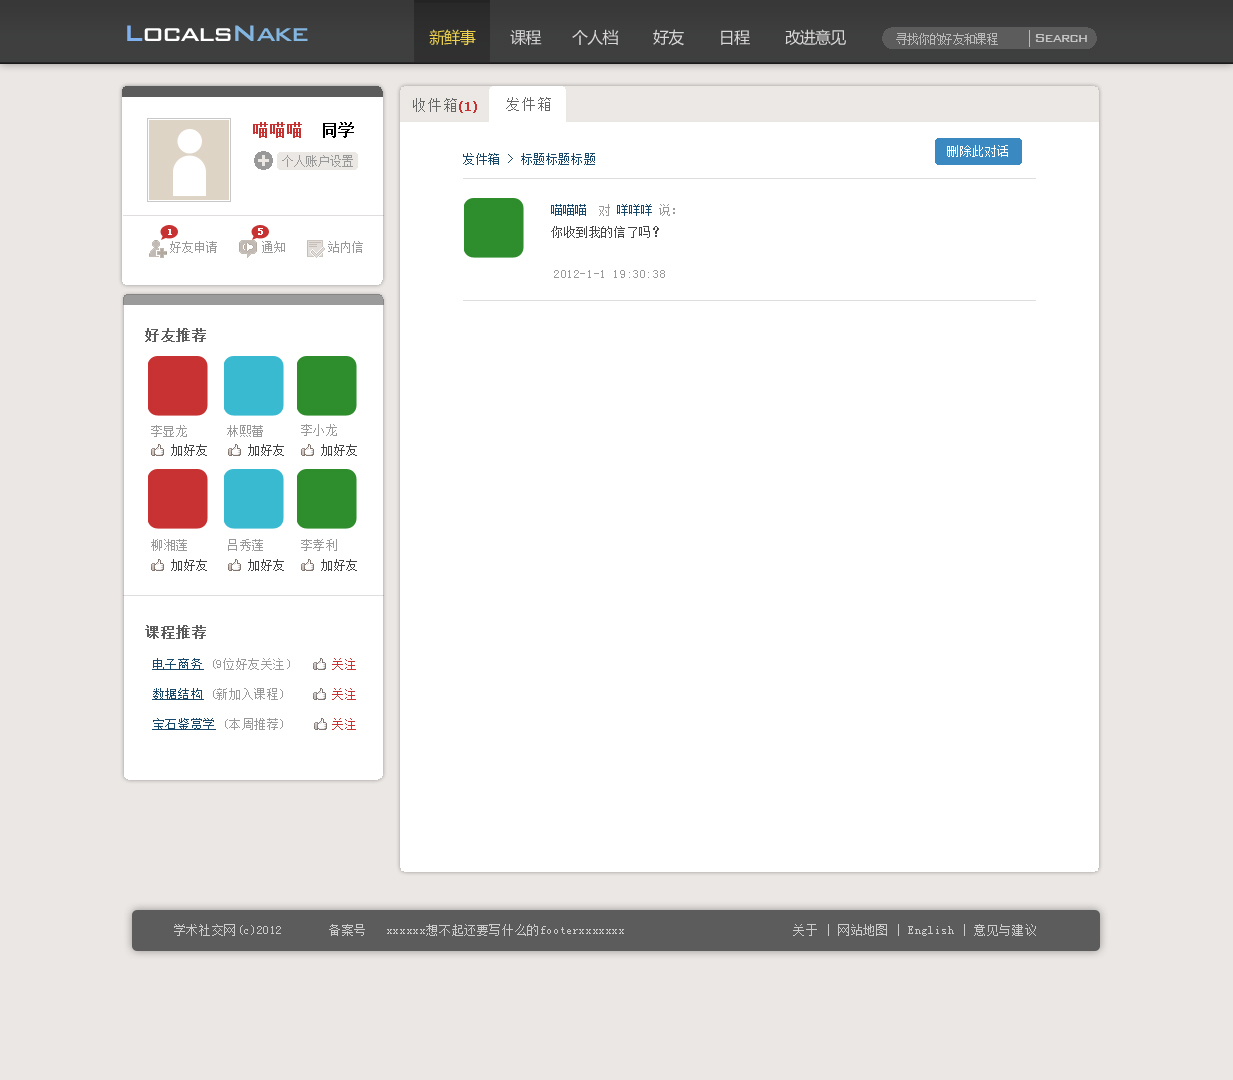 LocalsNake
新鲜事 课程 个人档 好友 日程 改进意见 寻找你的好友和课程 Search
喵喵喵 同学
个人账户设置
1 好友申请 5 通知 站内信
收件箱(1) 发件箱
发件箱 > 标题标题标题 删除此对话
喵喵喵 对 咩咩咩 说:
你收到我的信了吗?
2012-1-1 19:30:38
好友推荐
李显龙 林熙蕾 李小龙
加好友 加好友 加好友
柳湘莲 吕秀莲 李孝利
加好友 加好友 加好友
课程推荐
电子商务 (9位好友关注) 关注
数据结构 (新加入课程) 关注
宝石鉴赏学 (本周推荐) 关注
学术社交网(c)2012 备案号 xxxxxx想不起还要写什么的footerxxxxxxx 关于 | 网站地图 | English | 意见与建议